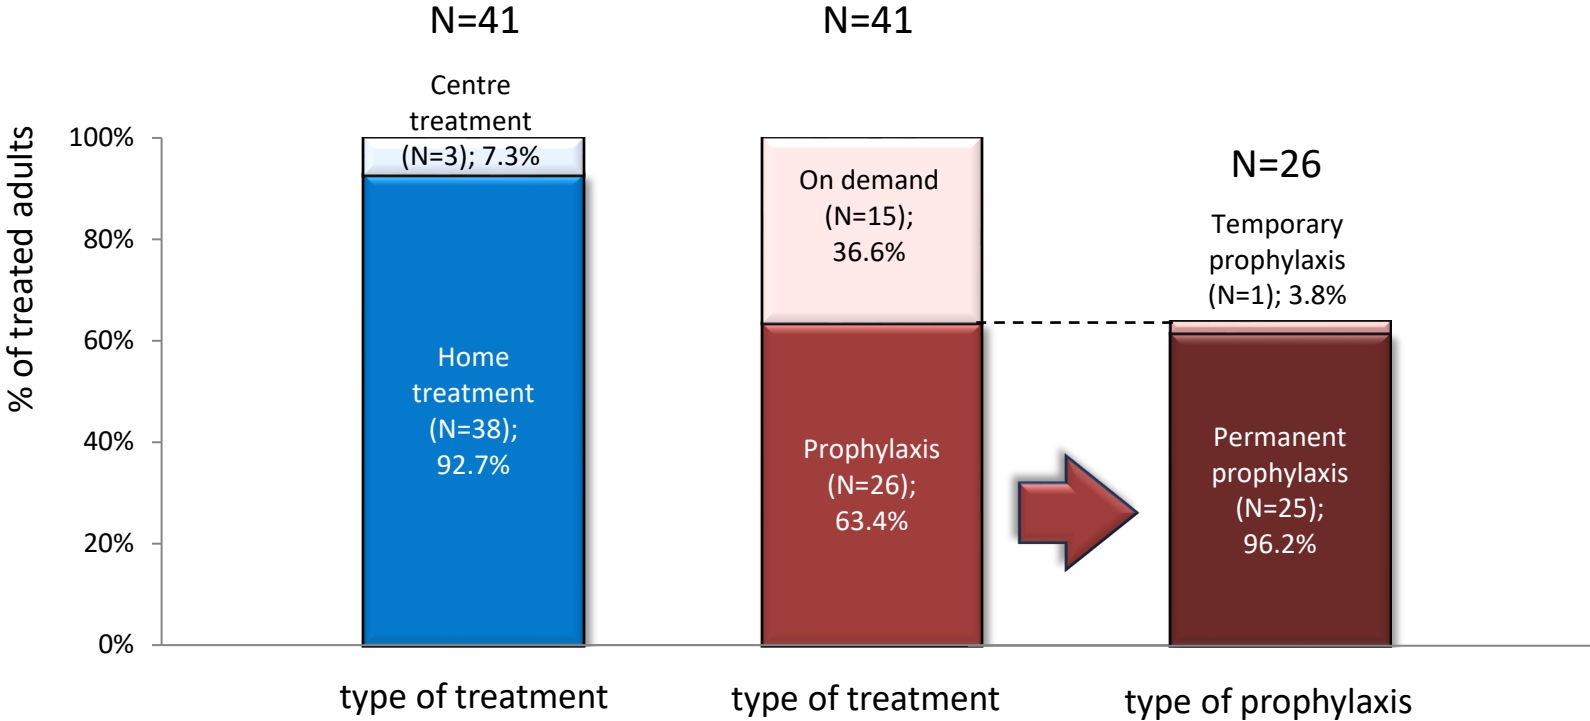 N=41
N=41
Centre
treatment
(N=3); 7.3%
N=26
Temporary
prophylaxis
(N=1); 3.8%
On demand
(N=15);
36.6%
Home
treatment
(N=38);
92.7%
Prophylaxis
(N=26);
63.4%
Permanent
prophylaxis
(N=25);
96.2%
% of treated adults
100%
80%
60%
40%
20%
0%
type of treatment
type of treatment
type of prophylaxis